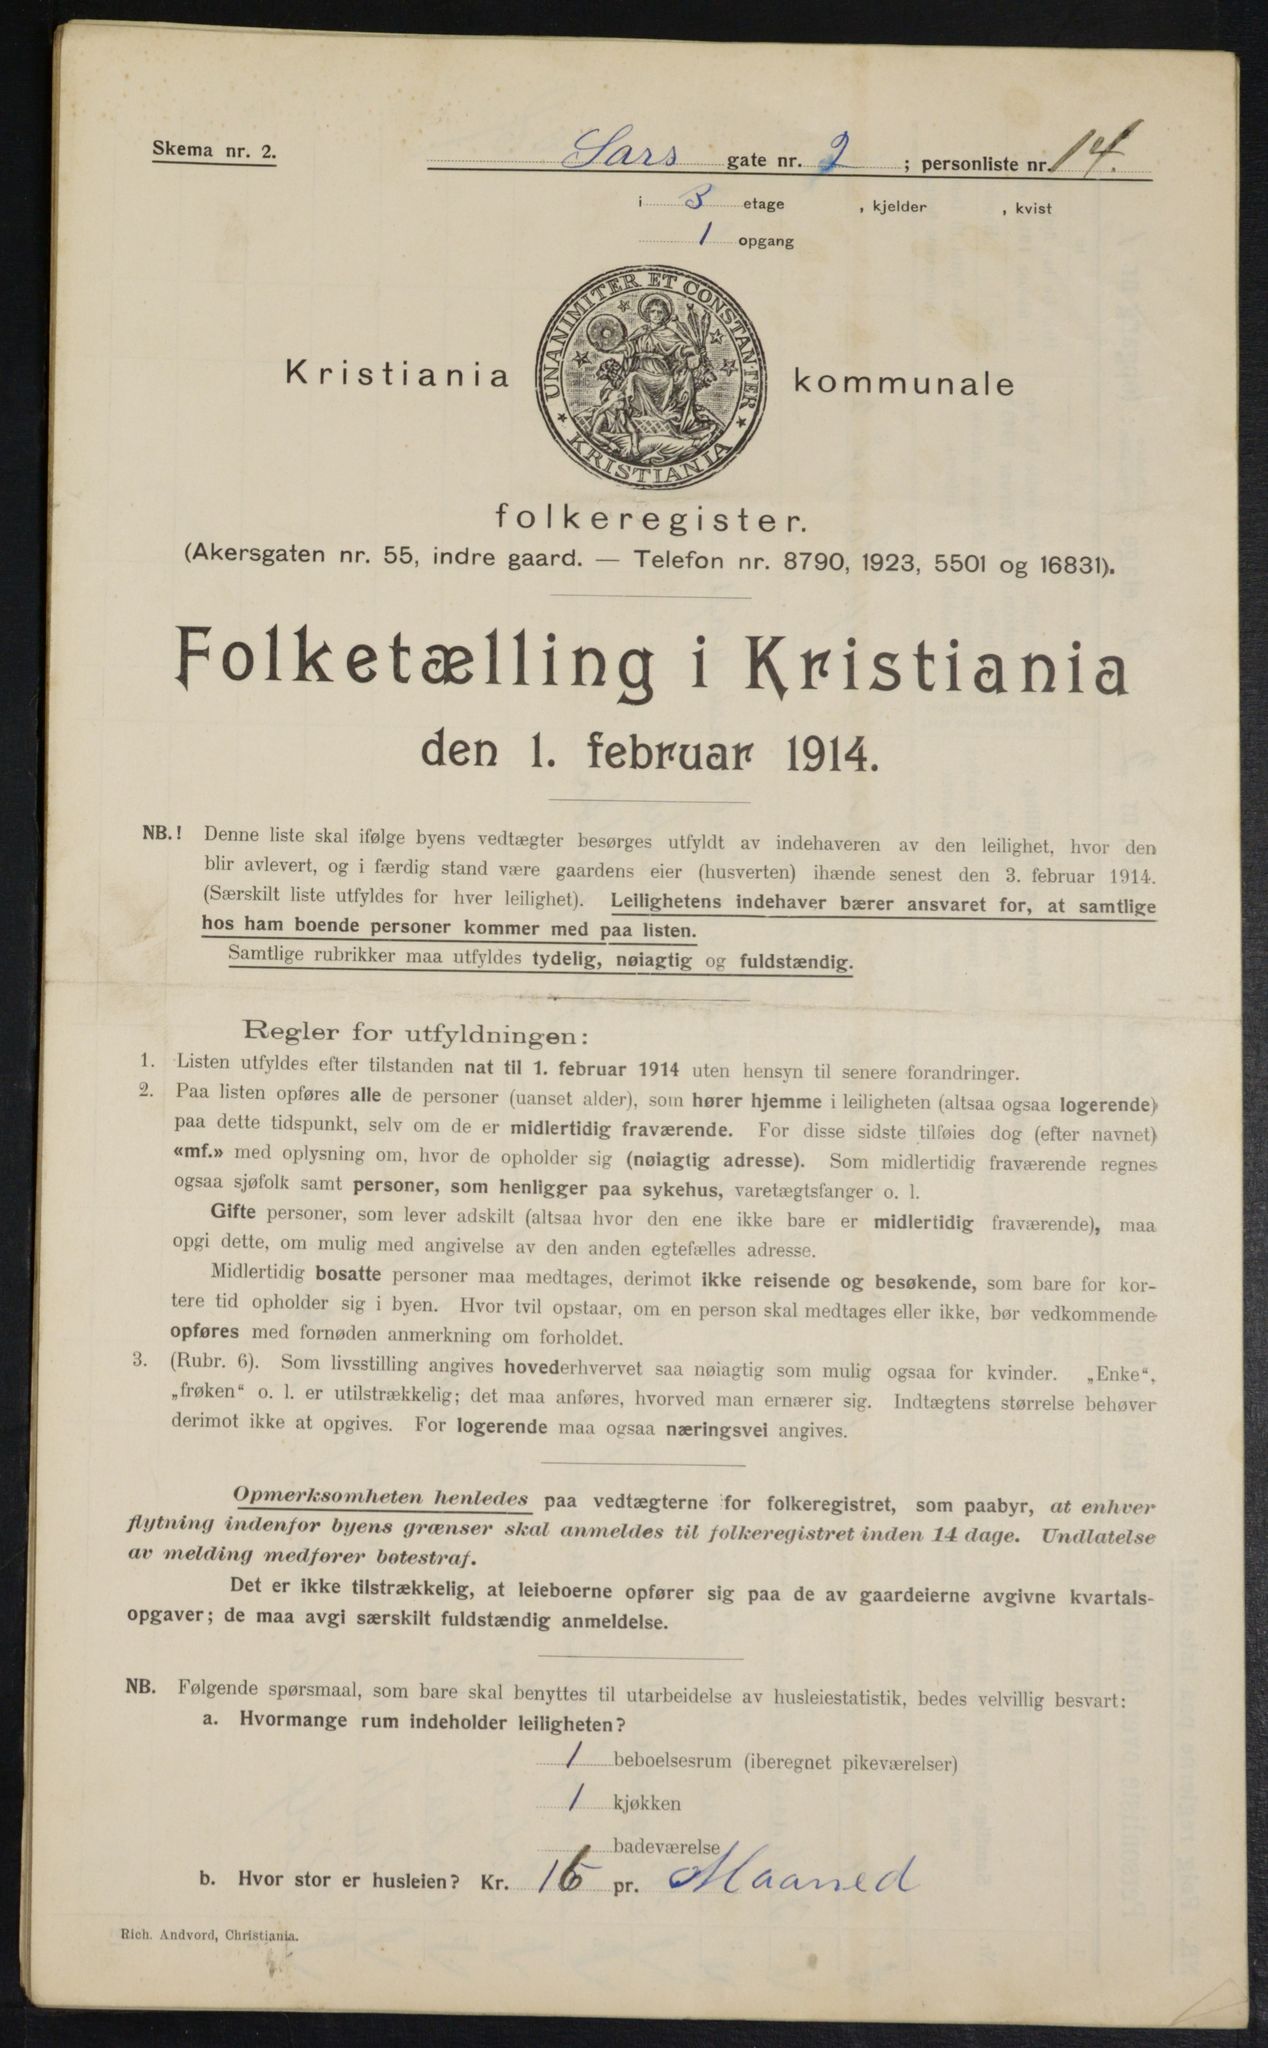 Skema nr. 2.
Sars gate nr. 2 ; personliste nr. 14.
i 3 etage , kjelder , kvist
1 opgang
UNANIMITER ET CONSTANTER
KRISTIANIA
Kristiania kommunale
folkeregister.
(Akersgaten nr. 55, indre gaard. — Telefon nr. 8790, 1923, 5501 og 16831).
Folketælling i Kristiania
den 1. februar 1914.
NB.! Denne liste skal ifølge byens vedtægter besørges utfyldt av indehaveren av den leilighet, hvor den
blir avlevert, og i færdig stand være gaardens eier (husverten) ihænde senest den 3. februar 1914.
(Særskilt liste utfyldes for hver leilighet). Leilighetens indehaver bærer ansvaret for, at samtlige
hos ham boende personer kommer med paa listen.
Samtlige rubrikker maa utfyldes tydelig, nøiagtig og fuldstændig.
Regler for utfyldningen:
1. Listen utfyldes efter tilstanden nat til 1. februar 1914 uten hensyn til senere forandringer.
2. Paa listen opføres alle de personer (uanset alder), som hører hjemme i leiligheten (altsaa ogsaa logerende)
paa dette tidspunkt, selv om de er midlertidig fraværende. For disse sidste tilføies dog (efter navnet)
«mf.» med oplysning om, hvor de opholder sig (nøiagtig adresse). Som midlertidig fraværende regnes
ogsaa sjøfolk samt personer, som henligger paa sykehus, varetægtsfanger o. l.
Gifte personer, som lever adskilt (altsaa hvor den ene ikke bare er midlertidig fraværende), maa
opgi dette, om mulig med angivelse av den anden egtefælles adresse.
Midlertidig bosatte personer maa medtages, derimot ikke reisende og besøkende, som bare for kor-
tere tid opholder sig i byen. Hvor tvil opstaar, om en person skal medtages eller ikke, bør vedkommende
opføres med fornøden anmerkning om forholdet.
3. (Rubr. 6). Som livsstilling angives hovederhvervet saa nøiagtig som mulig ogsaa for kvinder. „Enke“,
„frøken“ o. l. er utilstrækkelig; det maa anføres, hvorved man ernærer sig. Indtægtens størrelse behøver
derimot ikke at opgives. For logerende maa ogsaa næringsvei angives.
Opmerksomheten henledes paa vedtægterne for folkeregistret, som paabyr, at enhver
flytning indenfor byens grænser skal anmeldes til folkeregistret inden 14 dage. Undlatelse
av melding medfører bøtestraf.
Det er ikke tilstrækkelig, at leieboerne opfører sig paa de av gaardeierne avgivne kvartals-
opgaver; de maa avgi særskilt fuldstændig anmeldelse.
NB. Følgende spørsmaal, som bare skal benyttes til utarbeidelse av husleiestatistik, bedes velvillig besvart:
a. Hvormange rum indeholder leiligheten?
1 beboelsesrum (iberegnet pikeværelser)
1 kjøkken
badeværelse
b. Hvor stor er husleien? Kr. 16 pr. Maaned
Rich. Andvord, Christiania.